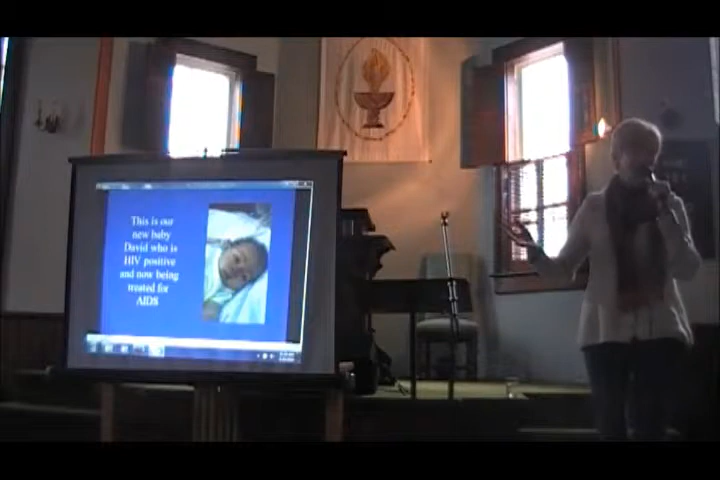 This is our
new baby
David who is
HIV positive
and now being
treated for
AIDS